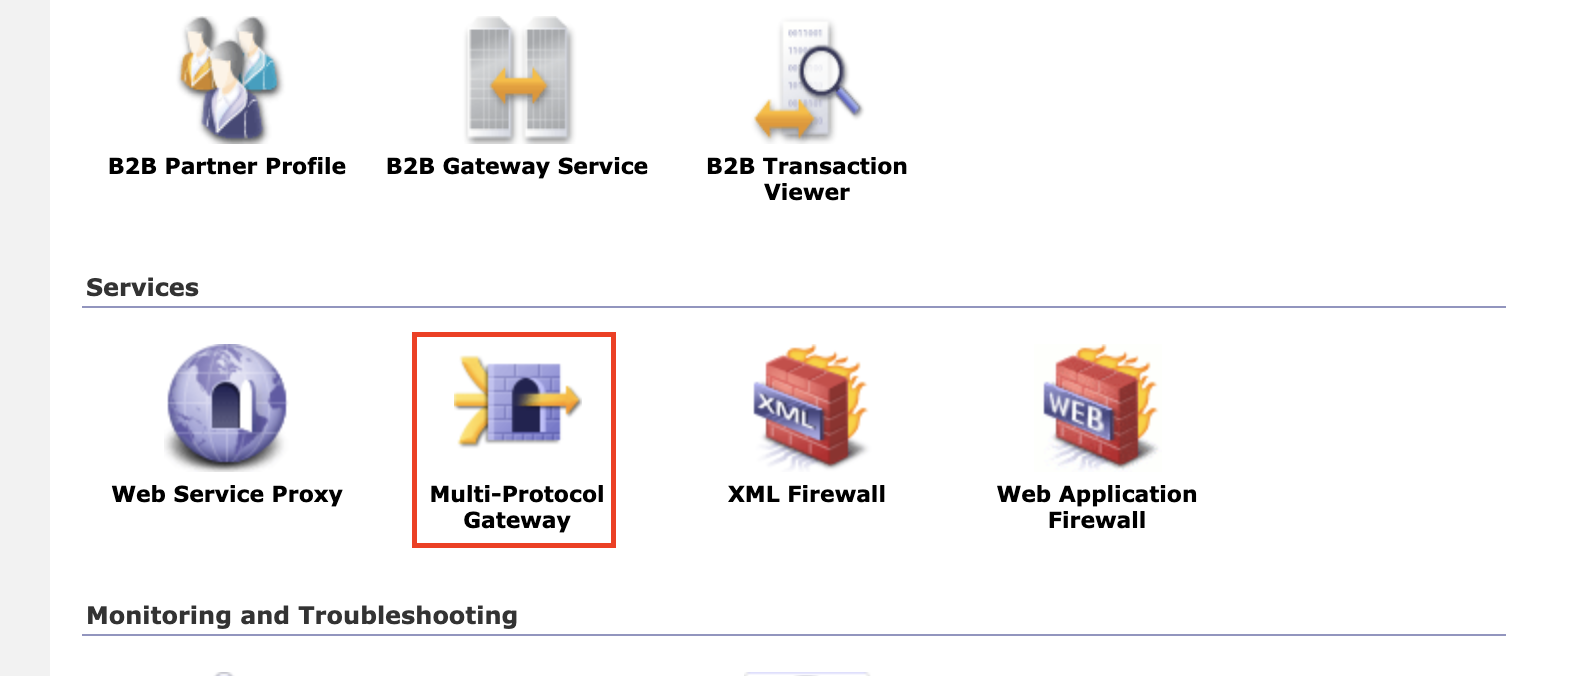 B2B Partner Profile
B2B Gateway Service
B2B Transaction
Viewer
Services
XML
WEB
Web Service Proxy
Multi-Protocol
Gateway
XML Firewall
Web Application
Firewall
Monitoring and Troubleshooting